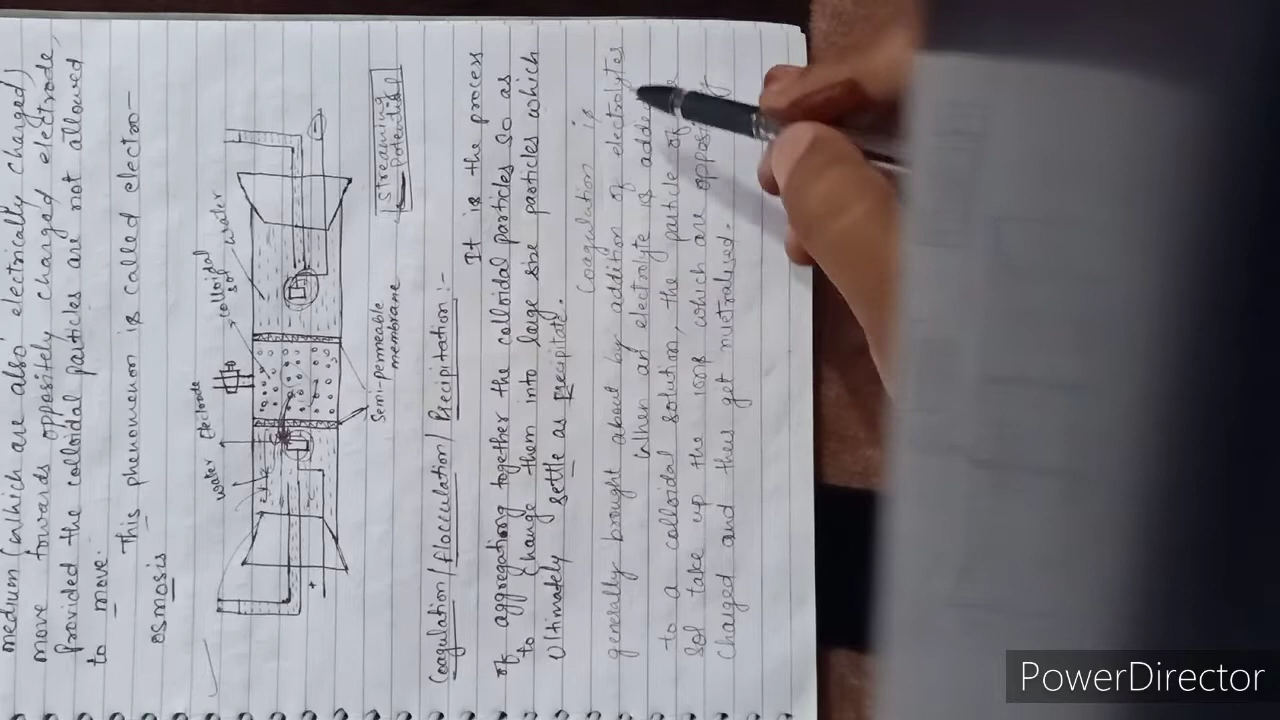 medium (which are also electrically charged)
move towards oppositely charged electrode,
Provided the colloidal particles are not allowed
to move.
This phenomenon is called electro-
osmosis
water
Electrode
colloidal
sol
water
+
Semi-permeable
membrane
Streaming
Potential
Coagulation/flocculation/Precipitation:-
It is the process
of aggregationg together the colloidal particles so as
to change them into large size particles which
Ultimately settle as precipitate.
Coagulation is
generally brought about by addition of electrolytes
When an electrolyte is
to a colloidal solution, the particle of
sol take up the ions which are
charged and thus get nutralised.
PowerDirector